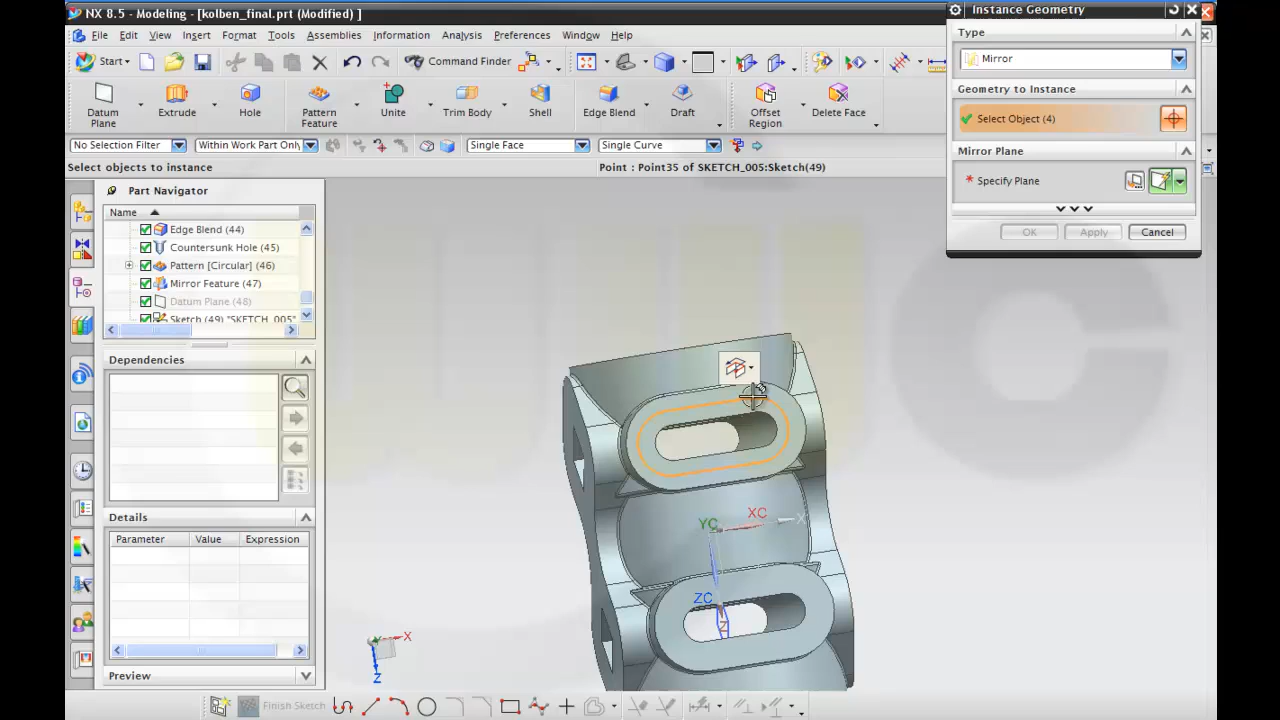 NX 8.5 - Modeling - [kolben_final.prt (Modified) ]
File Edit View Insert Format Tools Assemblies Information Analysis Preferences Window Help
Start Command Finder
Datum Plane
Extrude
Hole
Pattern Feature
Unite
Trim Body
Shell
Edge Blend
Draft
Offset Region
Delete Face
No Selection Filter Within Work Part Only Single Face Single Curve
Select objects to instance Point : Point35 of SKETCH_005:Sketch(49)
Part Navigator
Name
Edge Blend (44)
Countersunk Hole (45)
Pattern [Circular] (46)
Mirror Feature (47)
Datum Plane (48)
Sketch (49) "SKETCH_005"
Dependencies
Details
Parameter Value Expression
Preview
Instance Geometry
Type
Mirror
Geometry to Instance
Select Object (4)
Mirror Plane
* Specify Plane
OK Apply Cancel
YC XC X
ZC
Z
X
Y
Z
Finish Sketch